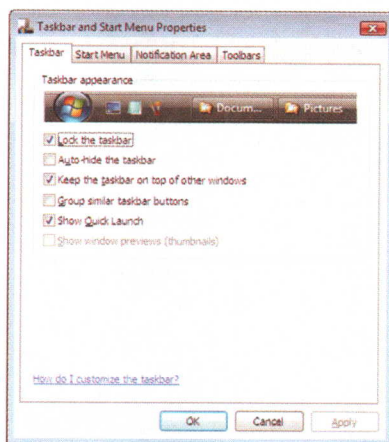 Taskbar and Start Menu Properties
Taskbar Start Menu Notification Area Toolbars
Taskbar appearance
Docum... Pictures
Lock the taskbar
Auto-hide the taskbar
Keep the taskbar on top of other windows
Group similar taskbar buttons
Show Quick Launch
Show window previews (thumbnails)
How do I customize the taskbar?
OK Cancel Apply